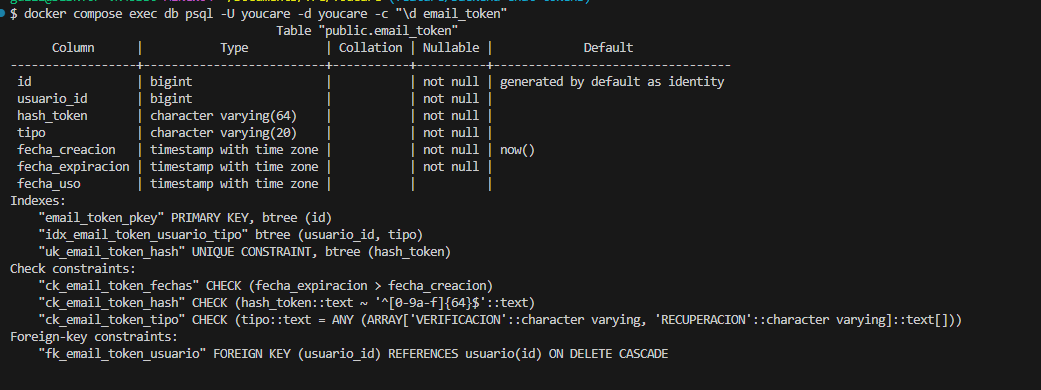 $ docker compose exec db psql -U youcare -d youcare -c "\d email_token"
                                  Table "public.email_token"
      Column      |           Type           | Collation | Nullable |             Default
------------------+--------------------------+-----------+----------+----------------------------------
 id               | bigint                   |           | not null | generated by default as identity
 usuario_id       | bigint                   |           | not null |
 hash_token       | character varying(64)    |           | not null |
 tipo             | character varying(20)    |           | not null |
 fecha_creacion   | timestamp with time zone |           | not null | now()
 fecha_expiracion | timestamp with time zone |           | not null |
 fecha_uso        | timestamp with time zone |           |          |
Indexes:
    "email_token_pkey" PRIMARY KEY, btree (id)
    "idx_email_token_usuario_tipo" btree (usuario_id, tipo)
    "uk_email_token_hash" UNIQUE CONSTRAINT, btree (hash_token)
Check constraints:
    "ck_email_token_fechas" CHECK (fecha_expiracion > fecha_creacion)
    "ck_email_token_hash" CHECK (hash_token::text ~ '^[0-9a-f]{64}$'::text)
    "ck_email_token_tipo" CHECK (tipo::text = ANY (ARRAY['VERIFICACION'::character varying, 'RECUPERACION'::character varying]::text[]))
Foreign-key constraints:
    "fk_email_token_usuario" FOREIGN KEY (usuario_id) REFERENCES usuario(id) ON DELETE CASCADE